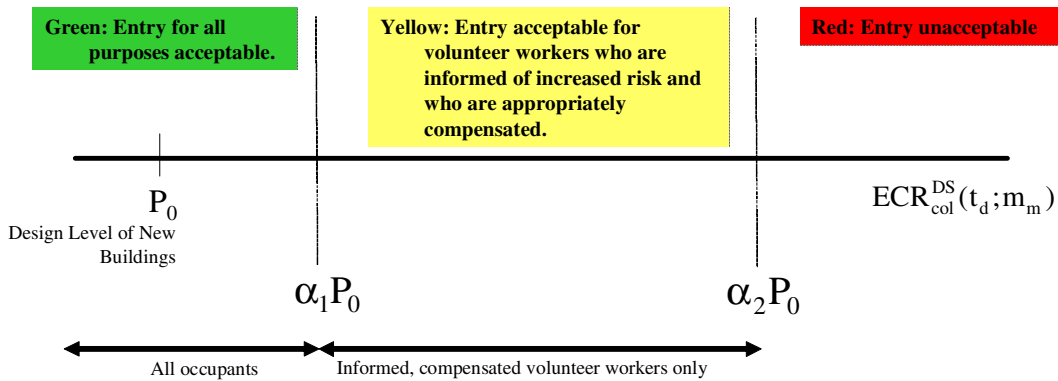 Green: Entry for all
purposes acceptable.
Yellow: Entry acceptable for
volunteer workers who are
informed of increased risk and
who are appropriately
compensated.
Red: Entry unacceptable
P₀
Design Level of New
Buildings
ECR_col^DS(t_d;m_m)
α₁P₀
α₂P₀
All occupants
Informed, compensated volunteer workers only